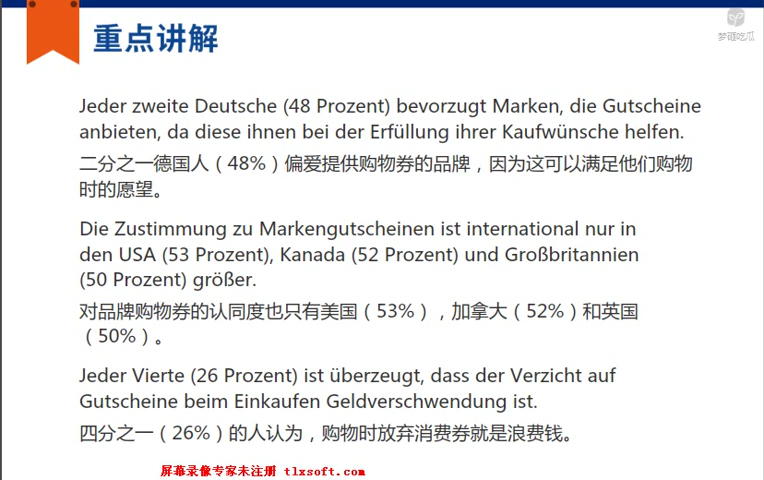 重点讲解
梦砸吃瓜
Jeder zweite Deutsche (48 Prozent) bevorzugt Marken, die Gutscheine
anbieten, da diese ihnen bei der Erfüllung ihrer Kaufwünsche helfen.
二分之一德国人（48%）偏爱提供购物券的品牌，因为这可以满足他们购物
时的愿望。
Die Zustimmung zu Markengutscheinen ist international nur in
den USA (53 Prozent), Kanada (52 Prozent) und Großbritannien
(50 Prozent) größer.
对品牌购物券的认同度也只有美国（53%），加拿大（52%）和英国
（50%）。
Jeder Vierte (26 Prozent) ist überzeugt, dass der Verzicht auf
Gutscheine beim Einkaufen Geldverschwendung ist.
四分之一（26%）的人认为，购物时放弃消费券就是浪费钱。
屏幕录像专家未注册 tlxsoft.com